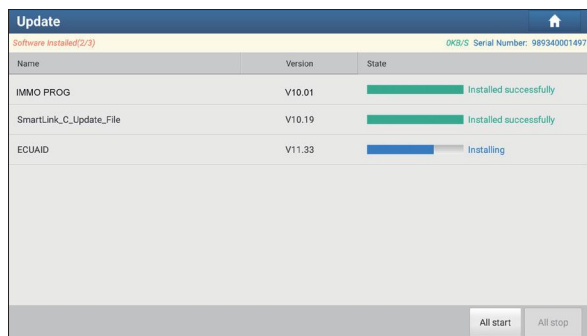 Update
Software Installed(2/3) 0KB/S Serial Number: 989340001497
Name Version State
IMMO PROG V10.01 Installed successfully
SmartLink_C_Update_File V10.19 Installed successfully
ECUAID V11.33 Installing
All start All stop